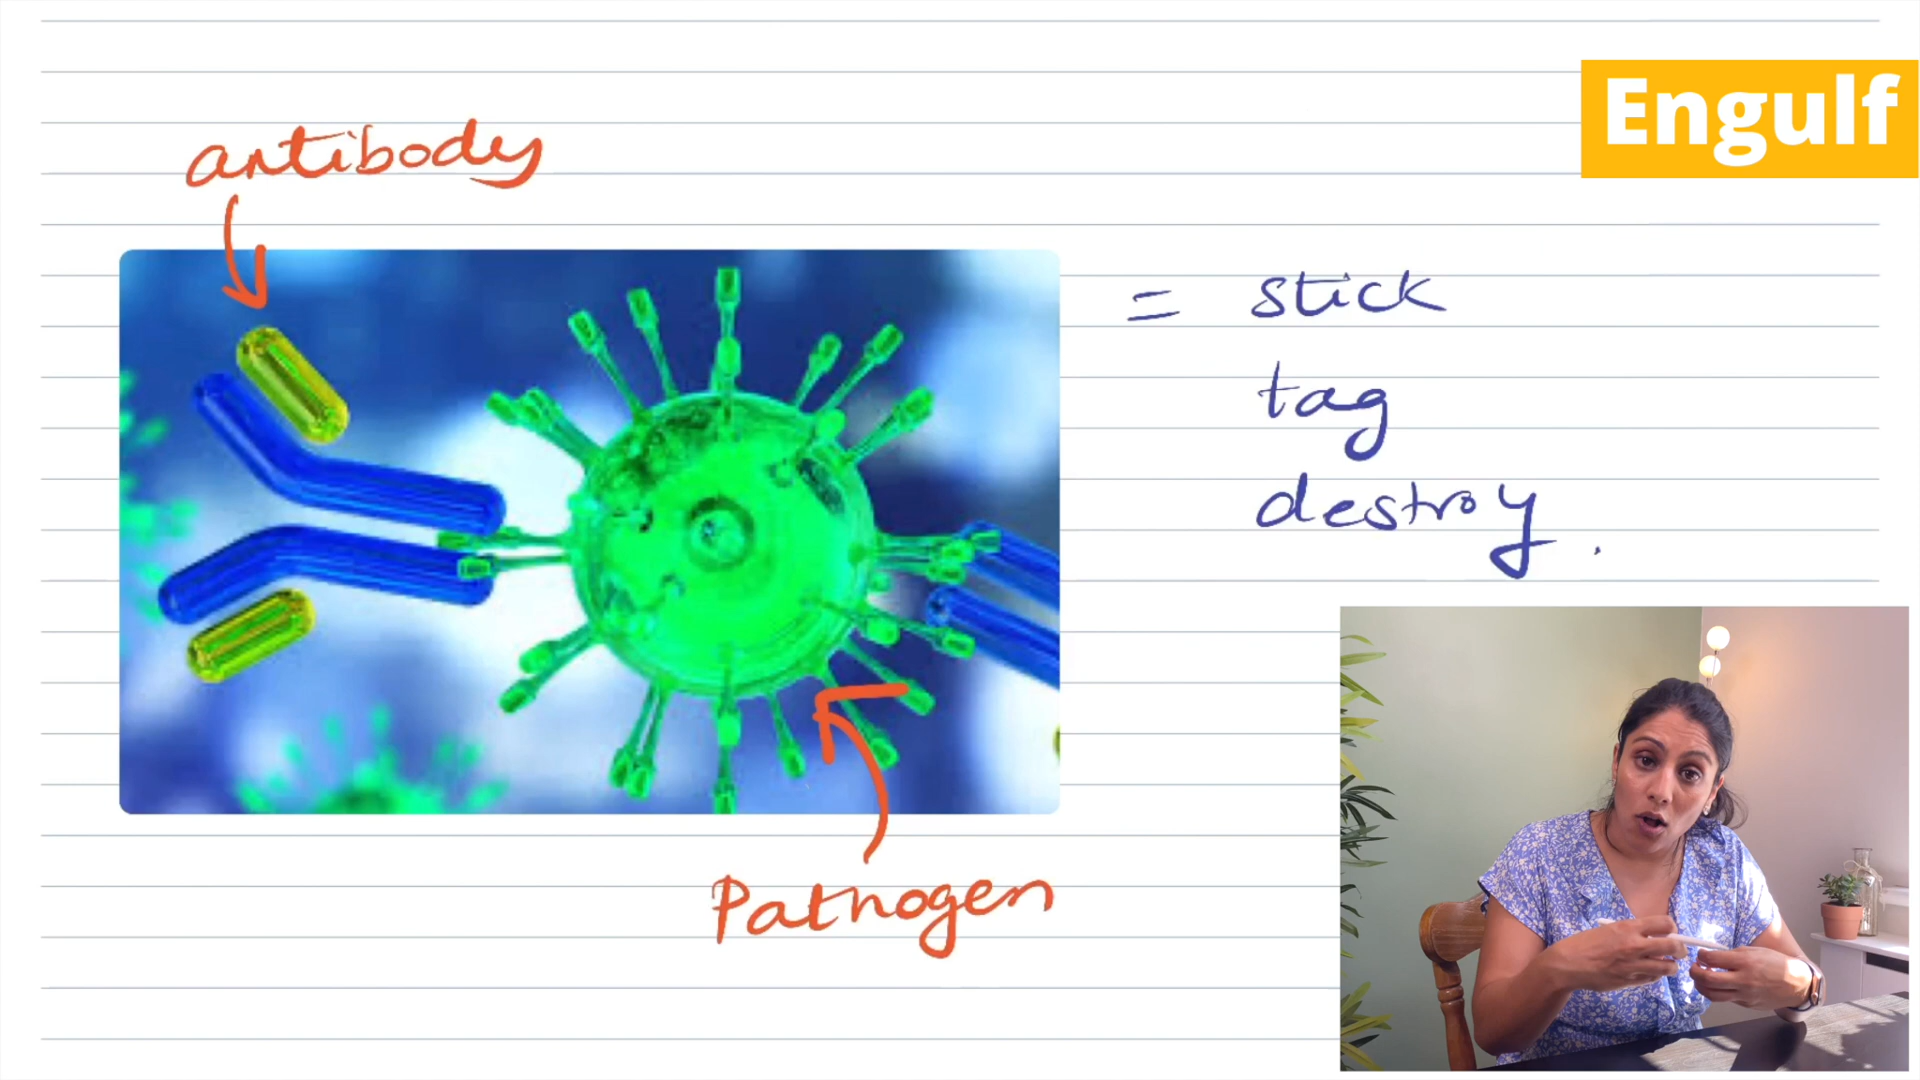 Engulf
antibody
= stick
tag
destroy.
Pathogen